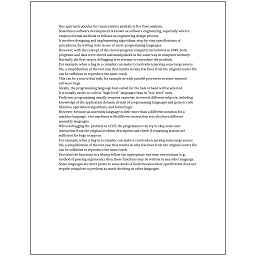 One approach popular for requirements analysis is Use Case analysis.
Sometimes software development is known as software engineering, especially when it
employs formal methods or follows an engineering design process.
It involves designing and implementing algorithms, step-by-step specifications of
procedures, by writing code in one or more programming languages.
However, with the concept of the stored-program computer introduced in 1949, both
programs and data were stored and manipulated in the same way in computer memory.
Normally the first step in debugging is to attempt to reproduce the problem.
For example, when a bug in a compiler can make it crash when parsing some large source
file, a simplification of the test case that results in only few lines from the original source file
can be sufficient to reproduce the same crash.
This can be a non-trivial task, for example as with parallel processes or some unusual
software bugs.
Ideally, the programming language best suited for the task at hand will be selected.
It is usually easier to code in "high-level" languages than in "low-level" ones.
Proficient programming usually requires expertise in several different subjects, including
knowledge of the application domain, details of programming languages and generic code
libraries, specialized algorithms, and formal logic.
However, because an assembly language is little more than a different notation for a
machine language, two machines with different instruction sets also have different
assembly languages.
When debugging the problem in a GUI, the programmer can try to skip some user
interaction from the original problem description and check if remaining actions are
sufficient for bugs to appear.
For example, when a bug in a compiler can make it crash when parsing some large source
file, a simplification of the test case that results in only few lines from the original source file
can be sufficient to reproduce the same crash.
Provided the functions in a library follow the appropriate run-time conventions (e.g.,
method of passing arguments), then these functions may be written in any other language.
Some languages are more prone to some kinds of faults because their specification does not
require compilers to perform as much checking as other languages.